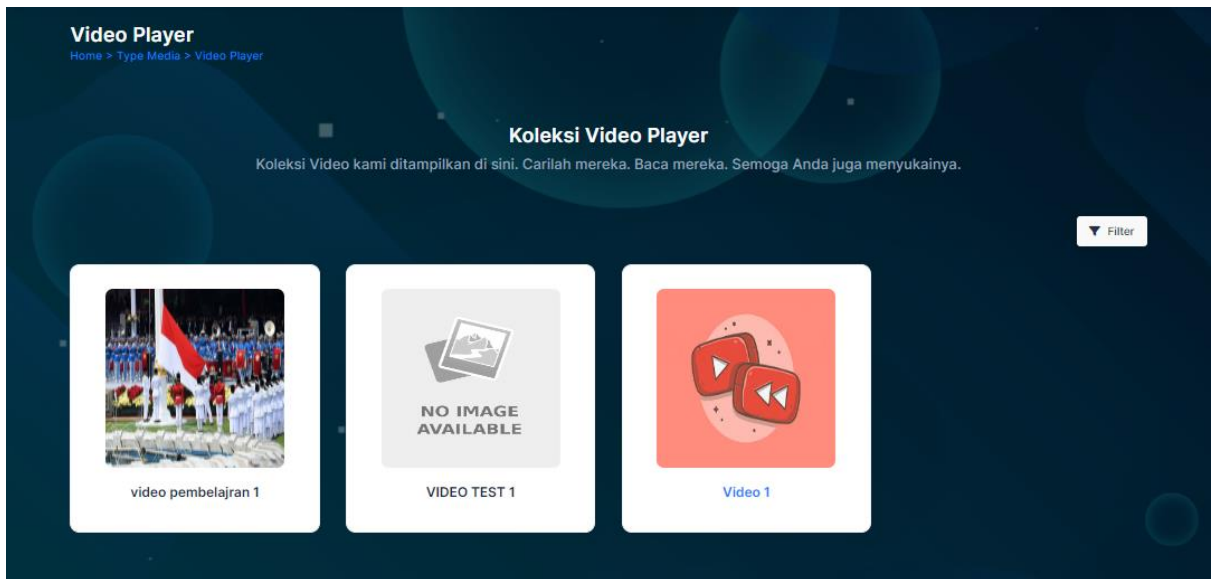 Video Player
Home > Type Media > Video Player
Koleksi Video Player
Koleksi Video kami ditampilkan di sini. Carilah mereka. Baca mereka. Semoga Anda juga menyukainya.
Filter
NO IMAGE
AVAILABLE
video pembelajran 1
VIDEO TEST 1
Video 1